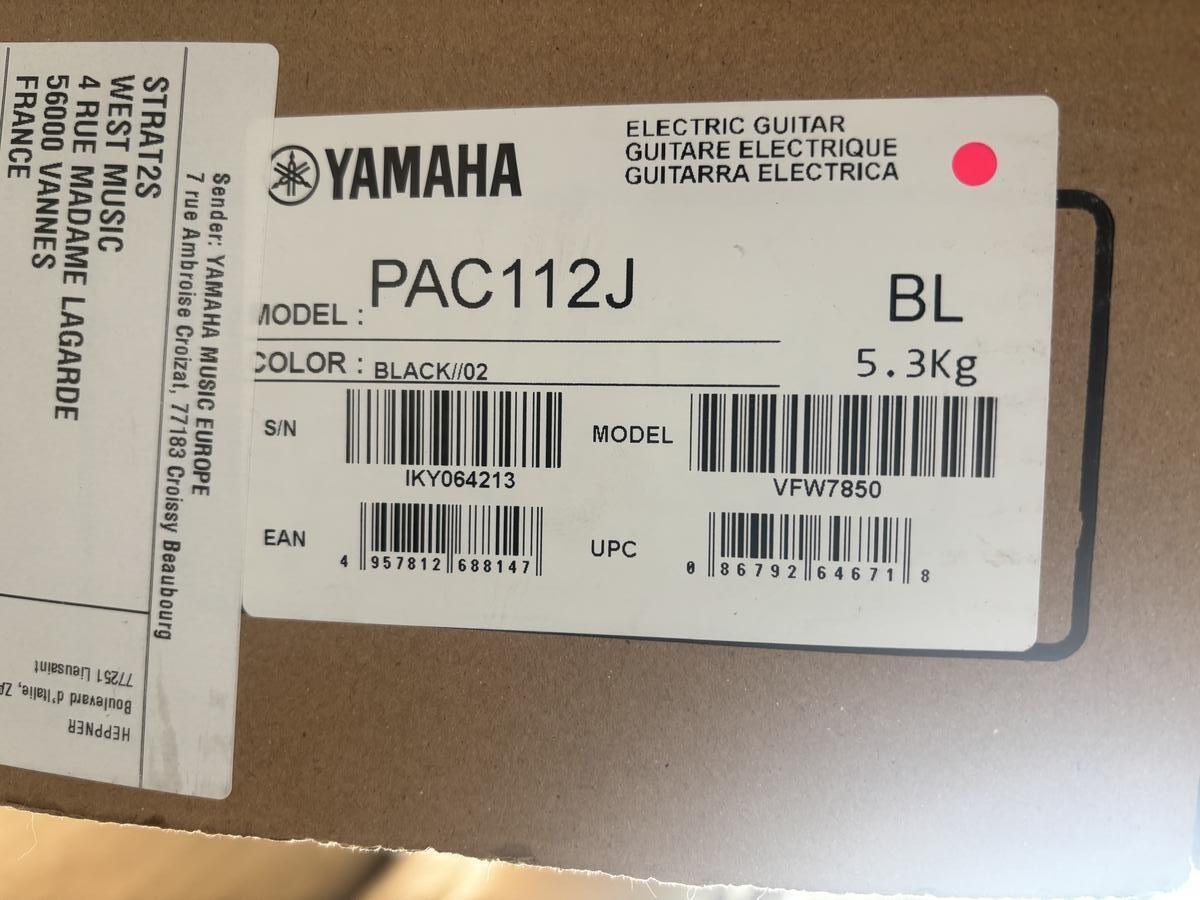 YAMAHA
ELECTRIC GUITAR
GUITARE ELECTRIQUE
GUITARRA ELECTRICA
MODEL : PAC112J BL
COLOR : BLACK//02 5.3Kg
S/N IKY064213
MODEL VFW7850
EAN 4 957812 688147
UPC 0 86792 64671 8
STRAT2S
WEST MUSIC
4 RUE MADAME LAGARDE
56000 VANNES
FRANCE
Sender: YAMAHA MUSIC EUROPE
7 rue Ambroise Croizat, 77183 Croissy Beaubourg
HEPPNER
Boulevard d'Italie,
77251 Lieusaint